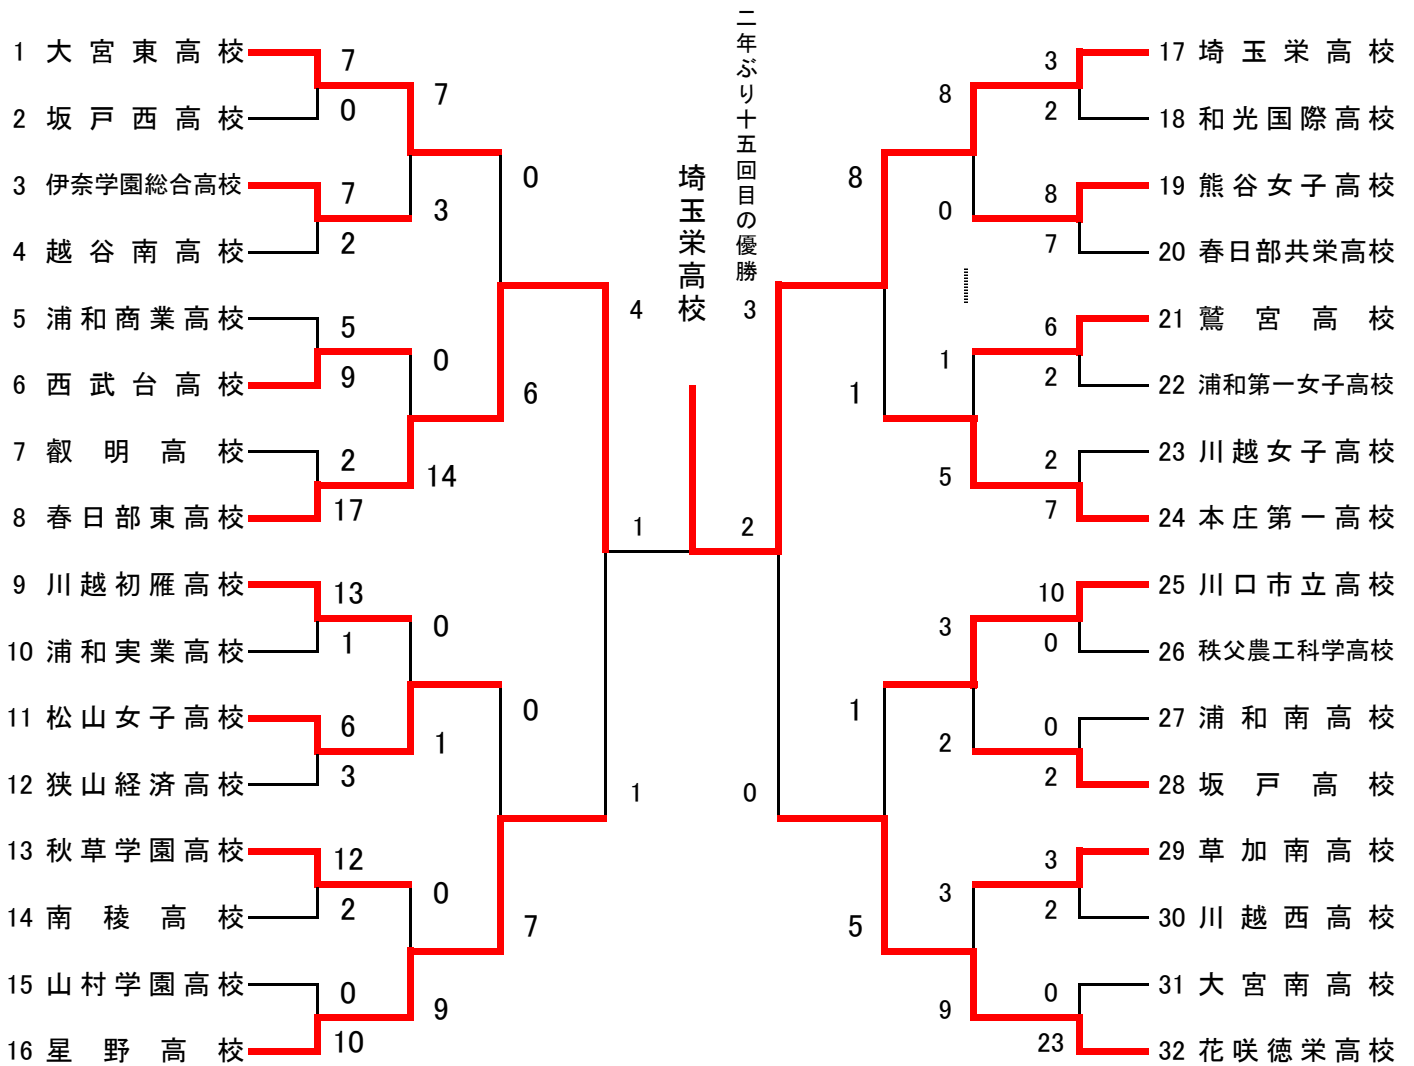 二年ぶり十五回目の優勝
埼玉栄高校
1 大宮東高校
2 坂戸西高校
3 伊奈学園総合高校
4 越谷南高校
5 浦和商業高校
6 西武台高校
7 叡明高校
8 春日部東高校
9 川越初雁高校
10 浦和実業高校
11 松山女子高校
12 狭山経済高校
13 秋草学園高校
14 南稜高校
15 山村学園高校
16 星野高校
7
0
7
2
5
9
2
17
13
1
6
3
12
2
0
10
7
3
0
14
0
1
0
9
0
6
0
7
4
1
1
2
3
0
8
1
1
5
8
0
1
5
3
2
3
9
3
2
8
7
6
2
2
7
10
0
0
2
3
2
0
23
17 埼玉栄高校
18 和光国際高校
19 熊谷女子高校
20 春日部共栄高校
21 鷲宮高校
22 浦和第一女子高校
23 川越女子高校
24 本庄第一高校
25 川口市立高校
26 秩父農工科学高校
27 浦和南高校
28 坂戸高校
29 草加南高校
30 川越西高校
31 大宮南高校
32 花咲徳栄高校